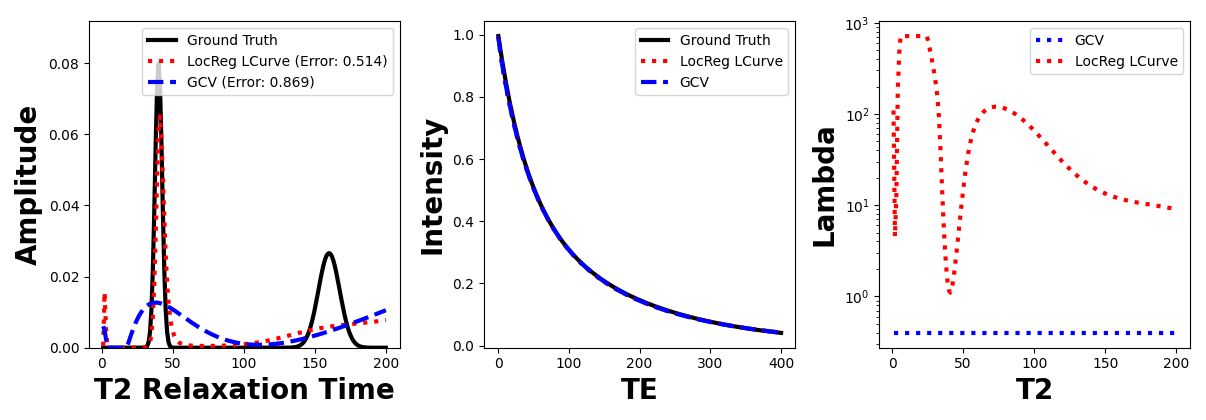 Amplitude
0.08
0.06
0.04
0.02
0.00
Ground Truth
LocReg LCurve (Error: 0.514)
GCV (Error: 0.869)
0 50 100 150 200
T2 Relaxation Time
Intensity
1.0
0.8
0.6
0.4
0.2
0.0
Ground Truth
LocReg LCurve
GCV
0 100 200 300 400
TE
Lambda
10³
10²
10¹
10⁰
GCV
LocReg LCurve
0 50 100 150 200
T2